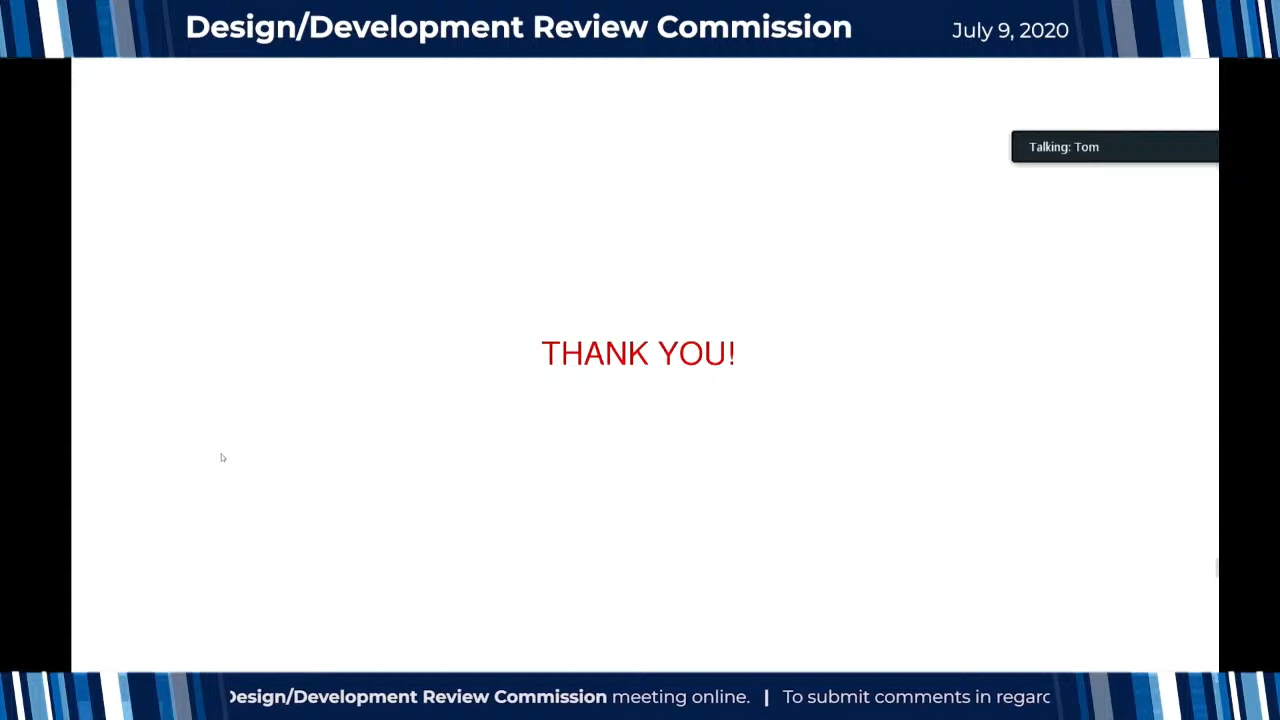 Design/Development Review Commission
July 9, 2020
Talking: Tom
THANK YOU!
Design/Development Review Commission meeting online. | To submit comments in regard